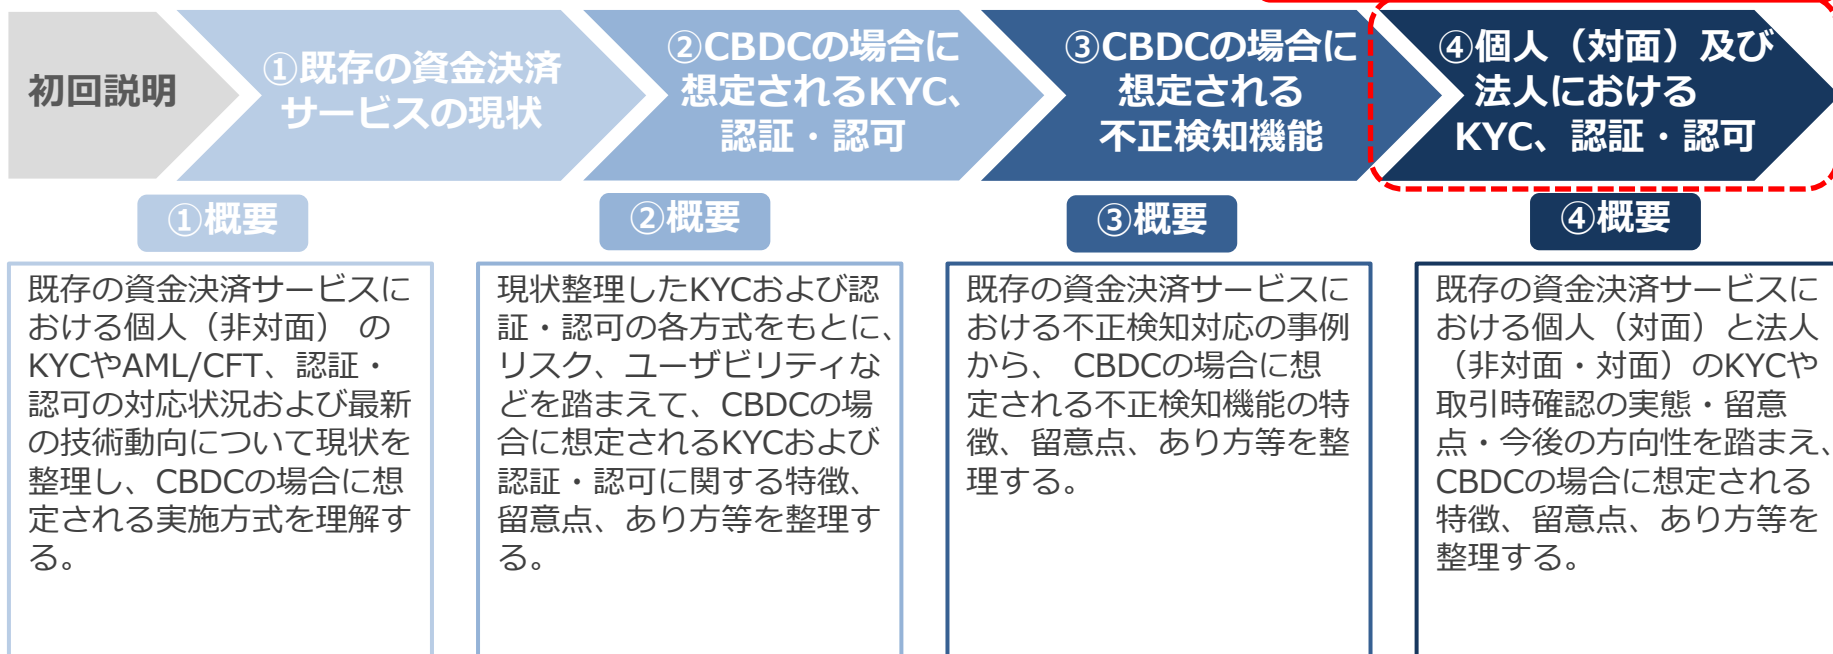 初回説明
①既存の資金決済
サービスの現状
②CBDCの場合に
想定されるKYC、
認証・認可
③CBDCの場合に
想定される
不正検知機能
④個人（対面）及び
法人における
KYC、認証・認可
①概要
既存の資金決済サービスに
おける個人（非対面） の
KYCやAML/CFT、認証・
認可の対応状況および最新
の技術動向について現状を
整理し、CBDCの場合に想
定される実施方式を理解す
る。
②概要
現状整理したKYCおよび認
証・認可の各方式をもとに、
リスク、ユーザビリティな
どを踏まえて、CBDCの場
合に想定されるKYCおよび
認証・認可に関する特徴、
留意点、あり方等を整理す
る。
③概要
既存の資金決済サービスに
おける不正検知対応の事例
から、 CBDCの場合に想
定される不正検知機能の特
徴、留意点、あり方等を整
理する。
④概要
既存の資金決済サービスに
おける個人（対面）と法人
（非対面・対面）のKYCや
取引時確認の実態・留意
点・今後の方向性を踏まえ、
CBDCの場合に想定される
特徴、留意点、あり方等を
整理する。